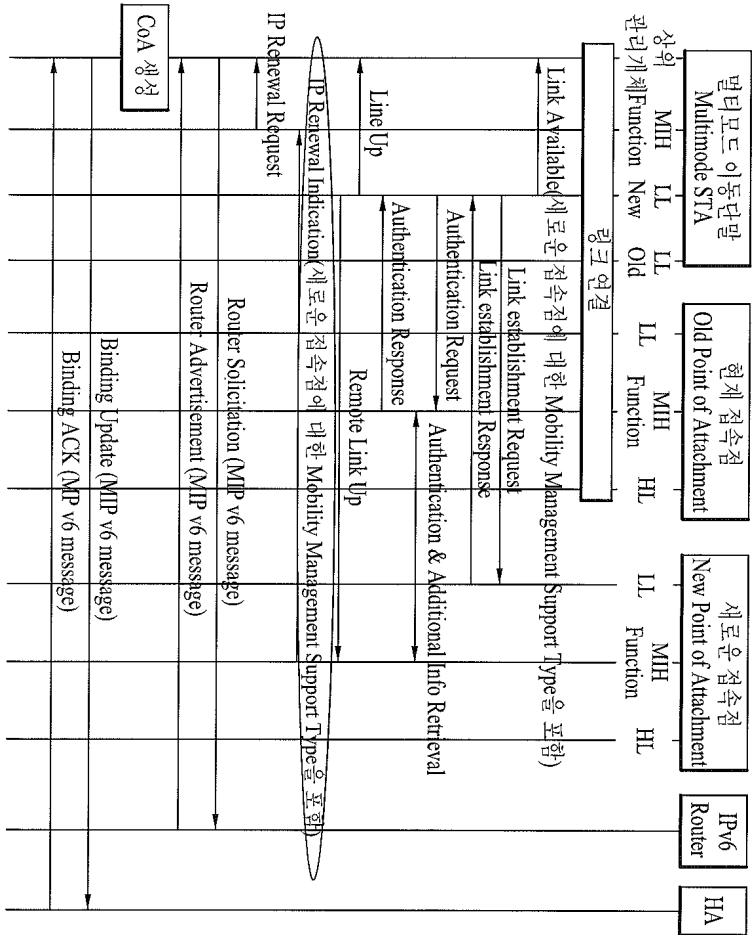 멀티모드 이동단말
Multimode STA
현재 접속점
Old Point of Attachment
새로운 접속점
New Point of Attachment
IPv6
Router
HA
상위
관리개체
MIH
Function
LL
New
LL
Old
LL
MIH
Function
HL
LL
MIH
Function
HL
링크 연결
Link Available(새로운 접속점에 대한 Mobility Management Support Type을 포함)
Link establishment Request
Link establishment Response
Authentication Request
Authentication & Additional Info Retrieval
Authentication Response
Line Up
Remote Link Up
IP Renewal Indication(새로운 접속점에 대한 Mobility Management Support Type을 포함)
IP Renewal Request
Router Solicitation (MIP v6 message)
Router Advertisement (MIP v6 message)
CoA 생성
Binding Update (MIP v6 message)
Binding ACK (MP v6 message)